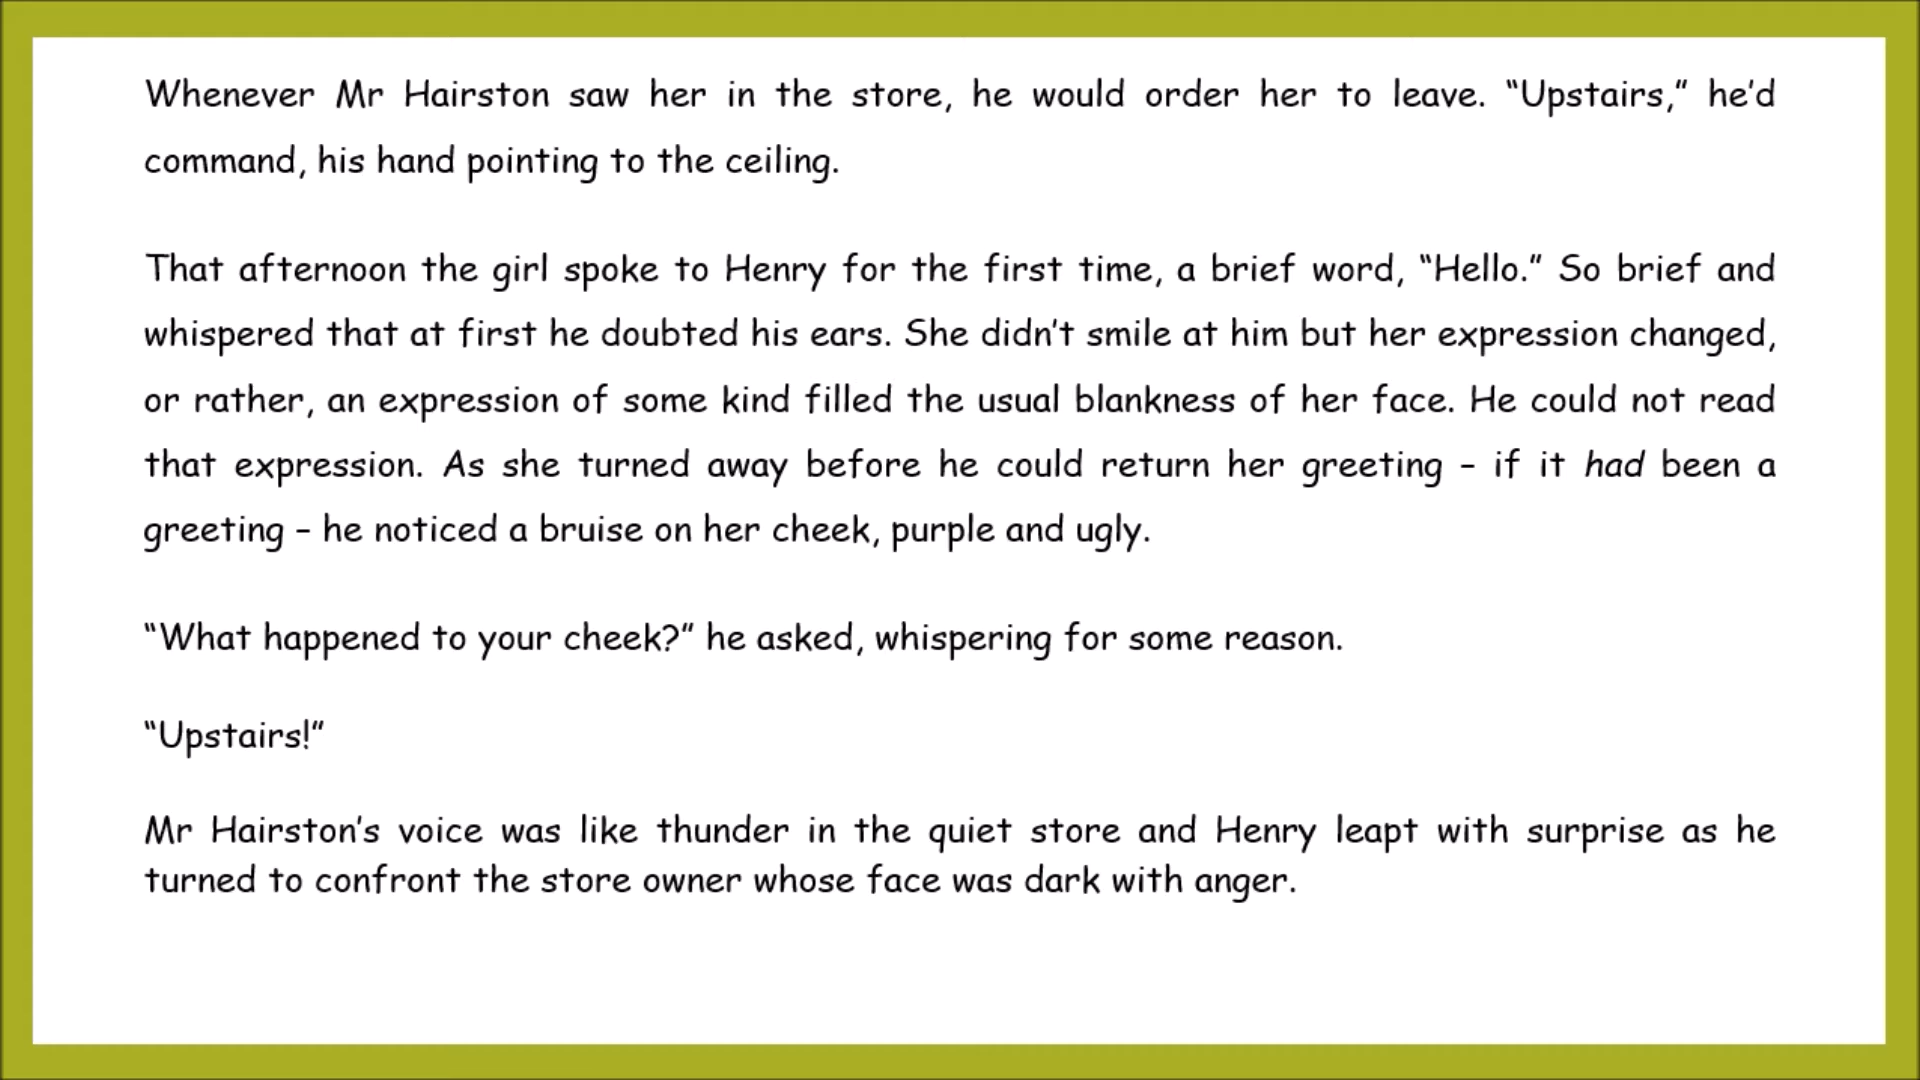 Whenever Mr Hairston saw her in the store, he would order her to leave. “Upstairs,” he’d
command, his hand pointing to the ceiling.
That afternoon the girl spoke to Henry for the first time, a brief word, “Hello.” So brief and
whispered that at first he doubted his ears. She didn’t smile at him but her expression changed,
or rather, an expression of some kind filled the usual blankness of her face. He could not read
that expression. As she turned away before he could return her greeting – if it had been a
greeting – he noticed a bruise on her cheek, purple and ugly.
“What happened to your cheek?” he asked, whispering for some reason.
“Upstairs!”
Mr Hairston’s voice was like thunder in the quiet store and Henry leapt with surprise as he
turned to confront the store owner whose face was dark with anger.